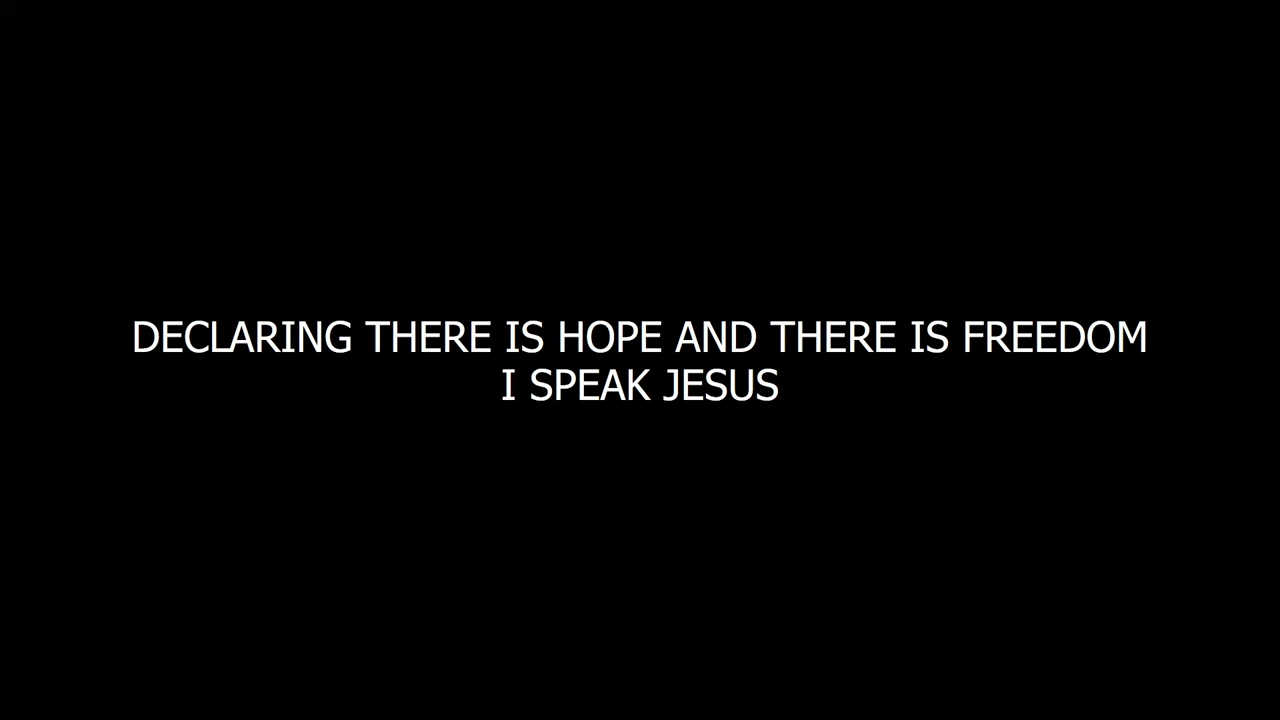 DECLARING THERE IS HOPE AND THERE IS FREEDOM
I SPEAK JESUS